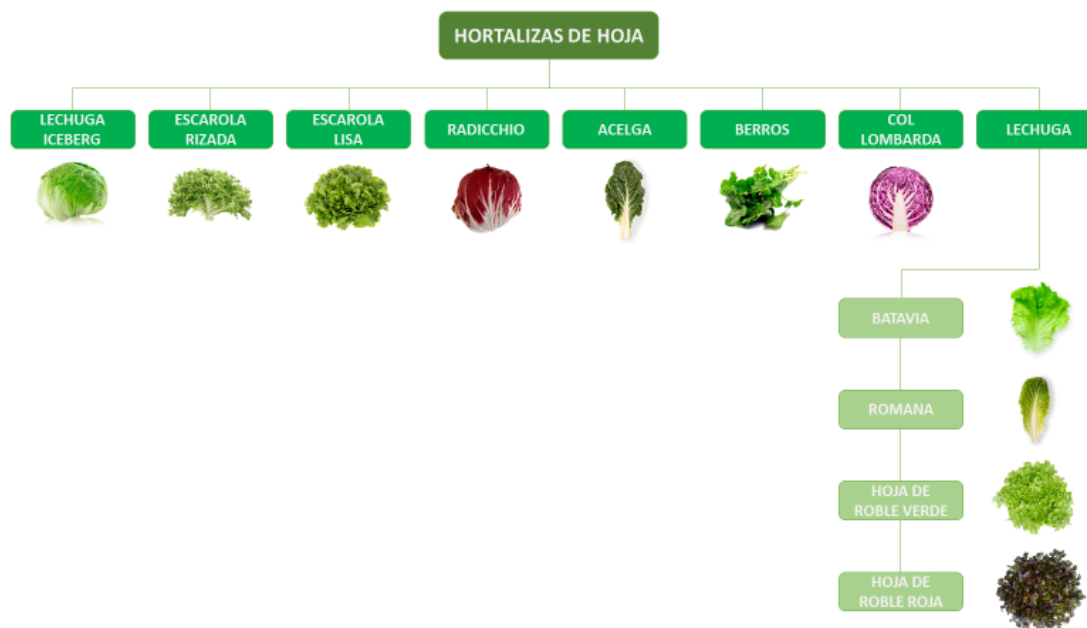 HORTALIZAS DE HOJA
LECHUGA
ICEBERG
ESCAROLA
RIZADA
ESCAROLA
LISA
RADICCHIO
ACELGA
BERROS
COL
LOMBARDA
LECHUGA
BATAVIA
ROMANA
HOJA DE
ROBLE VERDE
HOJA DE
ROBLE ROJA